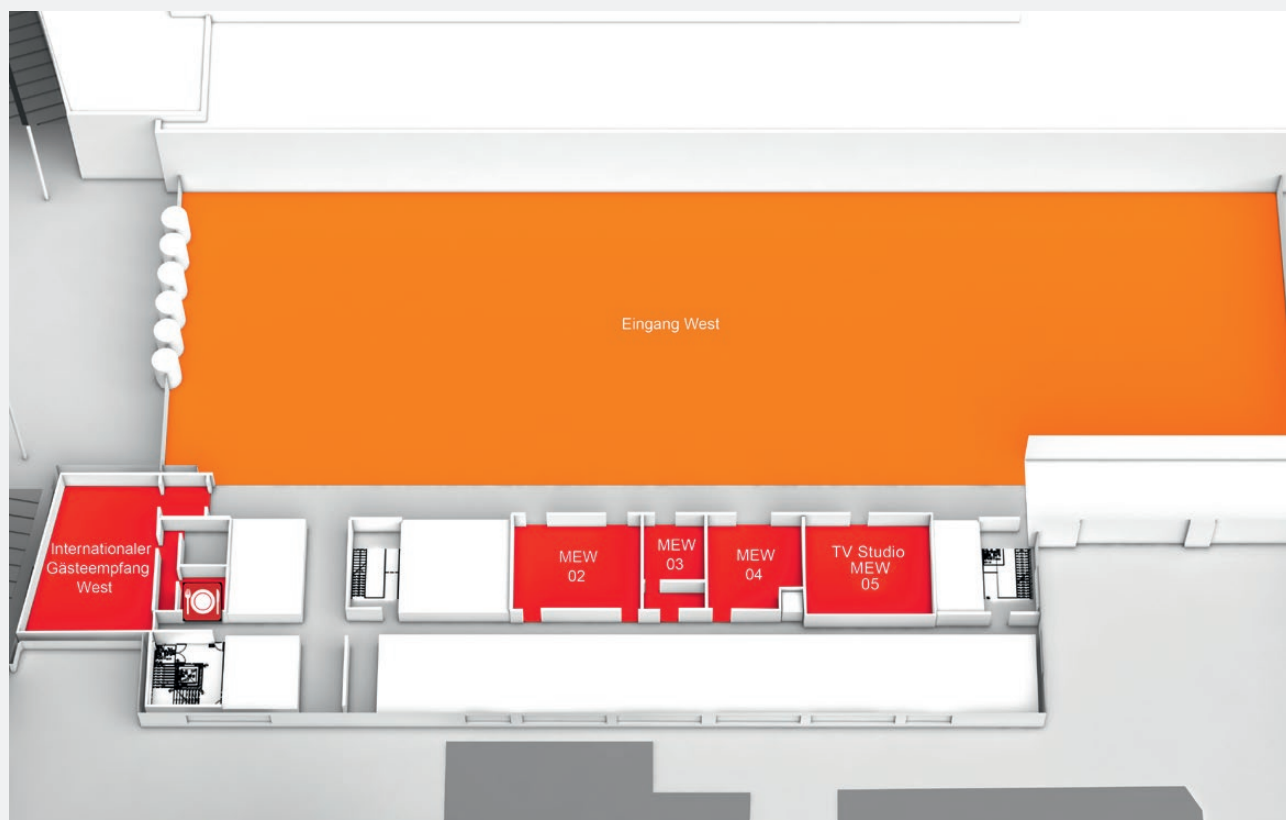 Eingang West
Internationaler
Gästeempfang
West
MEW
02
MEW
03
MEW
04
TV Studio
MEW
05